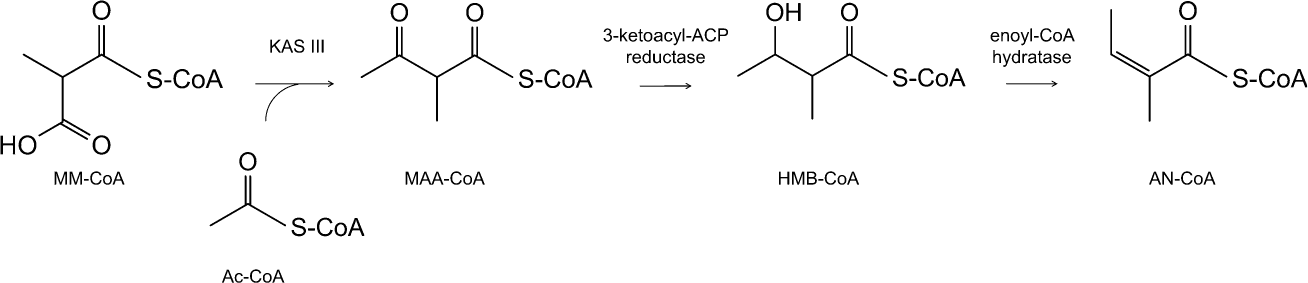 O
S-CoA
HO
O
MM-CoA
KAS III
O
S-CoA
Ac-CoA
O
O
S-CoA
MAA-CoA
3-ketoacyl-ACP
reductase
OH
O
S-CoA
HMB-CoA
enoyl-CoA
hydratase
O
S-CoA
AN-CoA